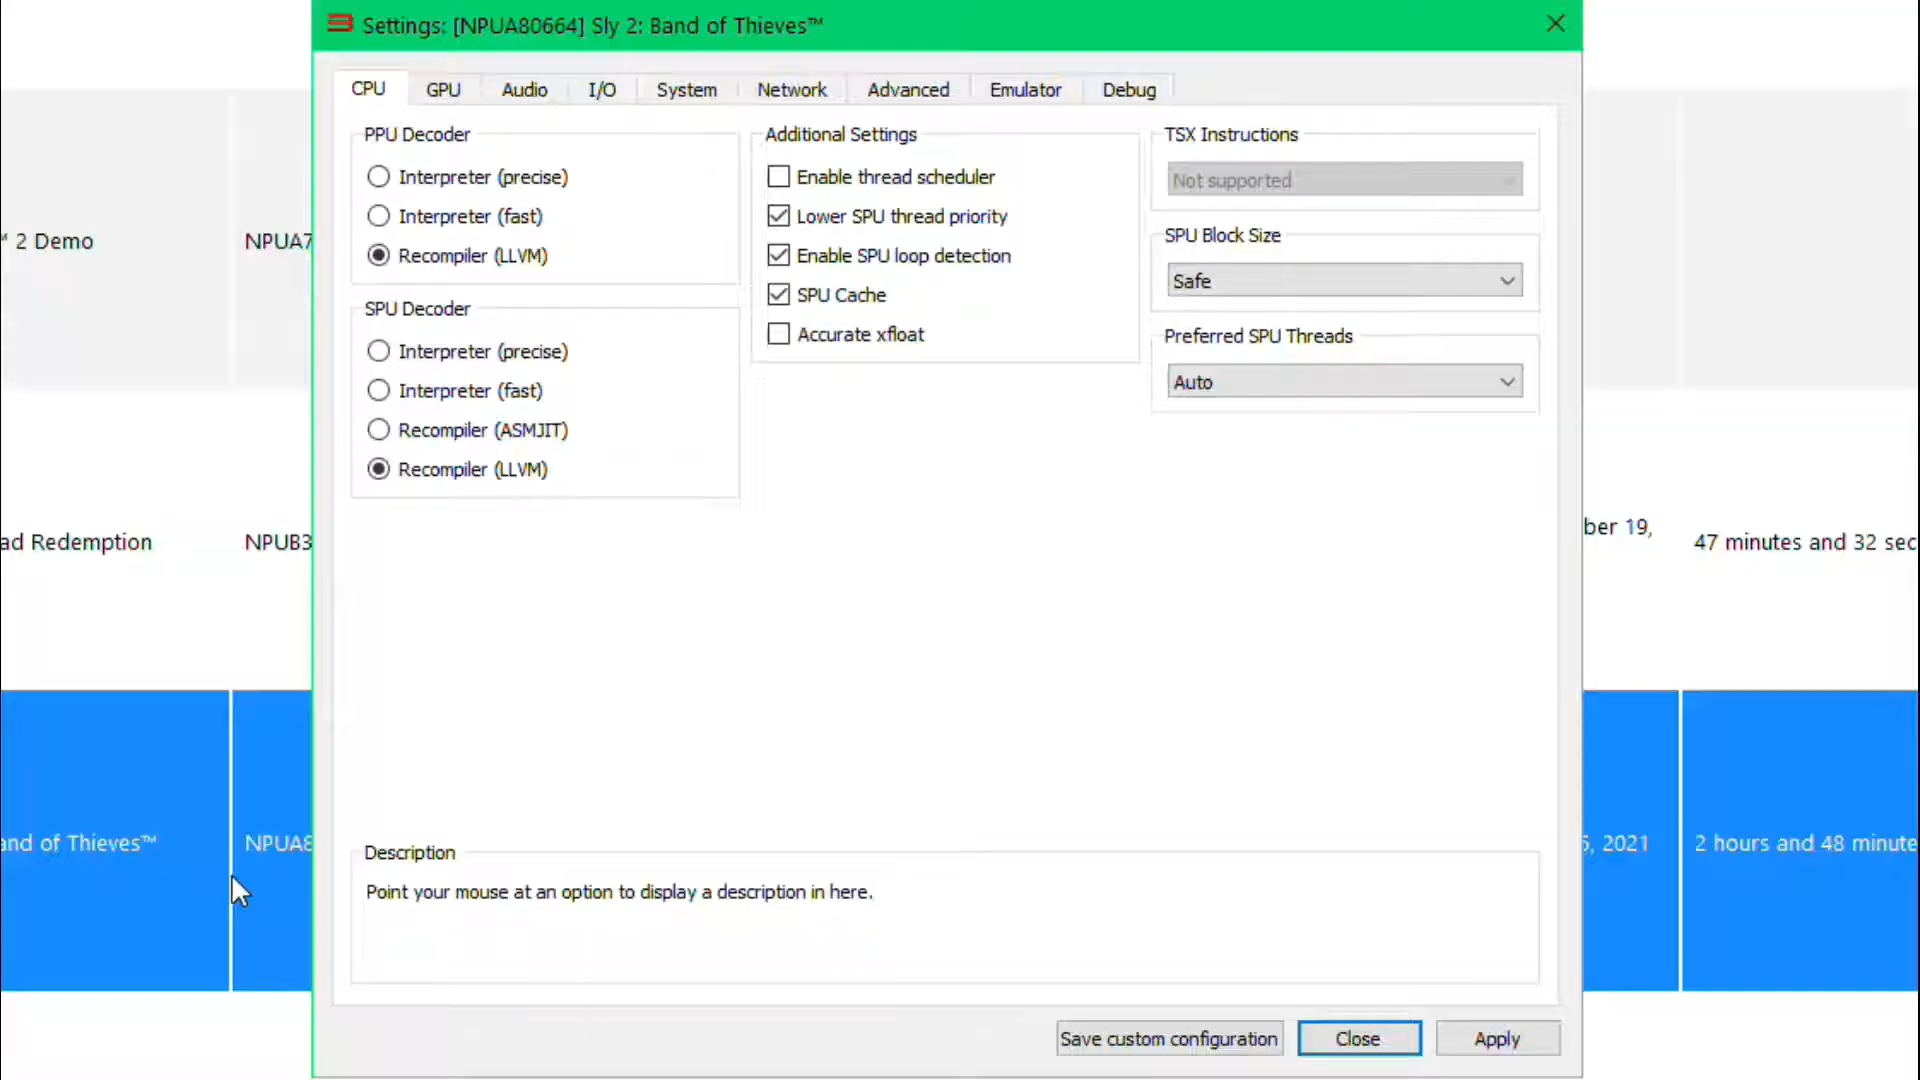 Settings: [NPUA80664] Sly 2: Band of Thieves™
CPU GPU Audio I/O System Network Advanced Emulator Debug
PPU Decoder
Interpreter (precise)
Interpreter (fast)
Recompiler (LLVM)
SPU Decoder
Interpreter (precise)
Interpreter (fast)
Recompiler (ASMJIT)
Recompiler (LLVM)
Additional Settings
Enable thread scheduler
Lower SPU thread priority
Enable SPU loop detection
SPU Cache
Accurate xfloat
TSX Instructions
Not supported
SPU Block Size
Safe
Preferred SPU Threads
Auto
Description
Point your mouse at an option to display a description in here.
Save custom configuration Close Apply
™ 2 Demo NPUA7
ad Redemption NPUB3 ber 19, 47 minutes and 32 sec
and of Thieves™ NPUA8 5, 2021 2 hours and 48 minute